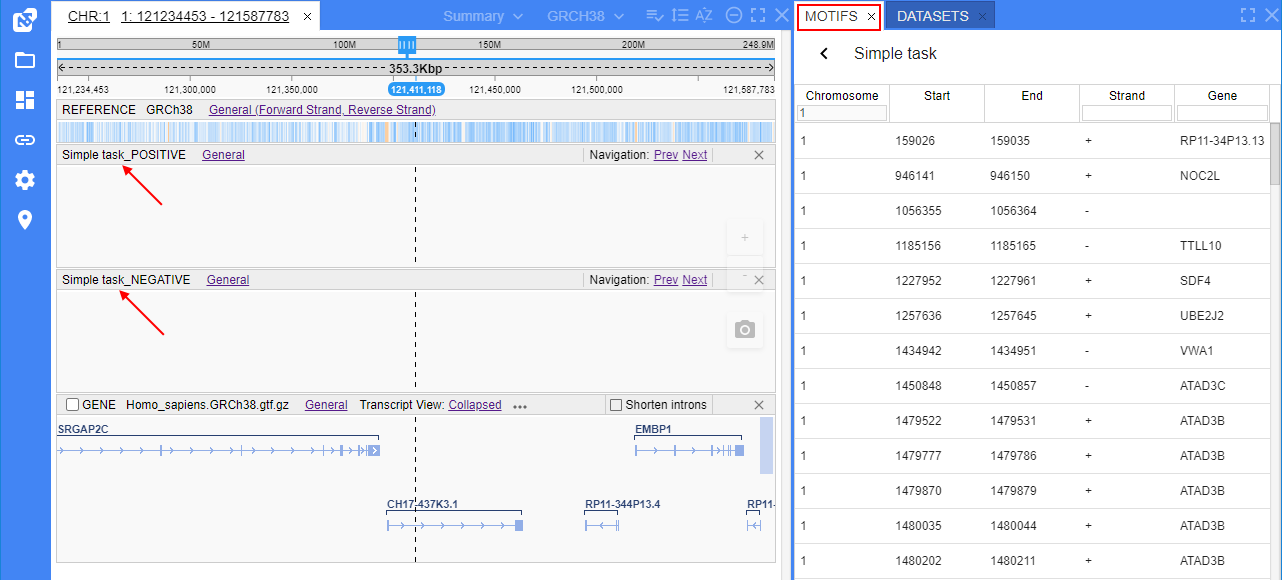 CHR:1 1: 121234453 - 121587783 × Summary GRCH38 AZ
1 50M 100M 150M 200M 248.9M
353.3Kbp
121,234,453 121,300,000 121,350,000 121,411,118 121,450,000 121,500,000 121,587,783
REFERENCE GRCh38 General (Forward Strand, Reverse Strand)
Simple task_POSITIVE General Navigation: Prev Next ×
+
Simple task_NEGATIVE General Navigation: Prev Next ×
-
GENE Homo_sapiens.GRCh38.gtf.gz General Transcript View: Collapsed ... Shorten introns ×
SRGAP2C EMBP1
CH17-437K3.1 RP11-344P13.4 RP11-
MOTIFS × DATASETS ×
Simple task
Chromosome Start End Strand Gene
1
1 159026 159035 + RP11-34P13.13
1 946141 946150 + NOC2L
1 1056355 1056364 -
1 1185156 1185165 - TTLL10
1 1227952 1227961 + SDF4
1 1257636 1257645 + UBE2J2
1 1434942 1434951 - VWA1
1 1450848 1450857 - ATAD3C
1 1479522 1479531 + ATAD3B
1 1479777 1479786 + ATAD3B
1 1479870 1479879 + ATAD3B
1 1480035 1480044 + ATAD3B
1 1480202 1480211 + ATAD3B